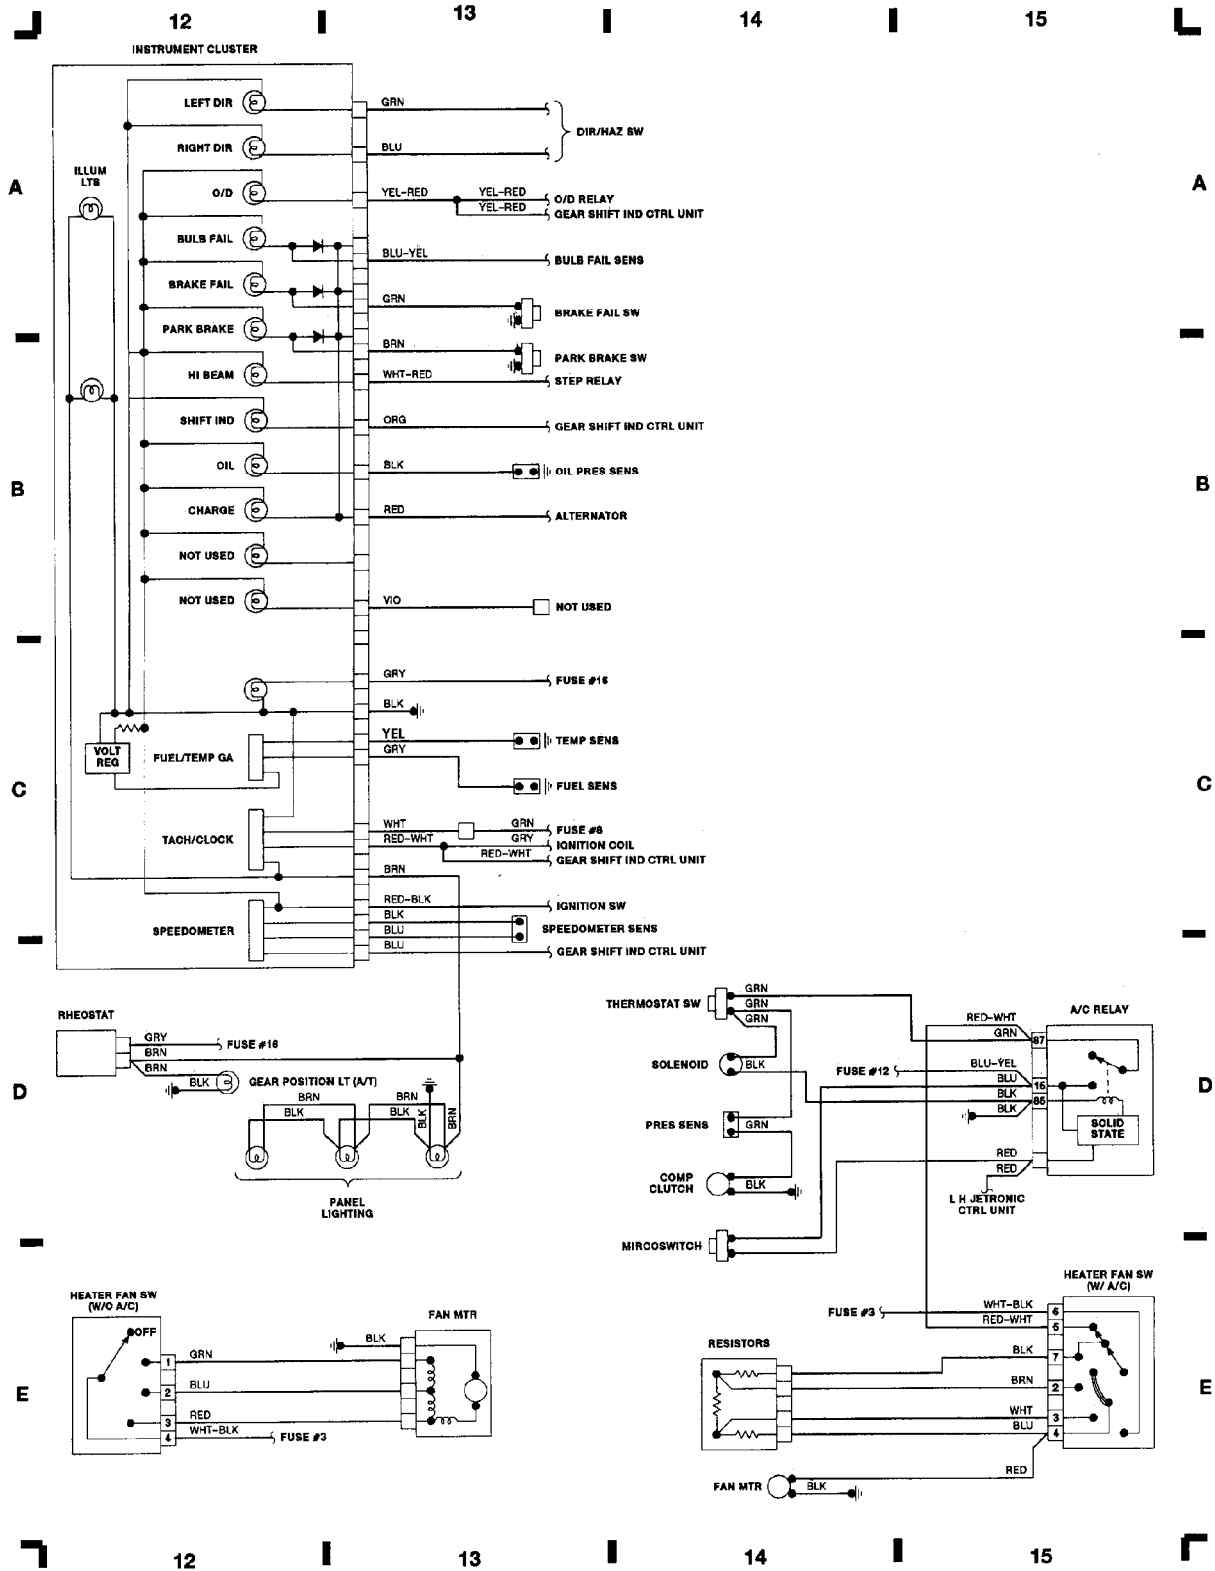 12 13 14 15
INSTRUMENT CLUSTER
A A
LEFT DIR GRN
DIR/HAZ SW
RIGHT DIR BLU
ILLUM
LTS
O/D YEL-RED YEL-RED O/D RELAY
YEL-RED GEAR SHIFT IND CTRL UNIT
BULB FAIL BLU-YEL BULB FAIL SENS
BRAKE FAIL GRN BRAKE FAIL SW
PARK BRAKE BRN PARK BRAKE SW
HI BEAM WHT-RED STEP RELAY
SHIFT IND ORG GEAR SHIFT IND CTRL UNIT
OIL BLK OIL PRES SENS
B B
CHARGE RED ALTERNATOR
NOT USED
NOT USED VIO NOT USED
GRY FUSE #16
BLK
VOLT
REG
FUEL/TEMP GA YEL TEMP SENS
GRY FUEL SENS
C C
TACH/CLOCK WHT GRN FUSE #8
RED-WHT GRY IGNITION COIL
RED-WHT GEAR SHIFT IND CTRL UNIT
BRN
RED-BLK IGNITION SW
SPEEDOMETER BLK
BLU SPEEDOMETER SENS
BLU GEAR SHIFT IND CTRL UNIT
RHEOSTAT
GRY FUSE #16
BRN
BRN
BLK GEAR POSITION LT (A/T)
BRN BRN
BLK BLK BLK BRN
PANEL
LIGHTING
D D
THERMOSTAT SW GRN
GRN
GRN
SOLENOID BLK
PRES SENS GRN
COMP
CLUTCH BLK
MIRCOSWITCH
A/C RELAY
RED-WHT
GRN 87
FUSE #12 BLU-YEL
BLU 15
BLK 85
BLK
SOLID
STATE
RED
RED
L H JETRONIC
CTRL UNIT
HEATER FAN SW
(W/O A/C)
OFF
1 GRN
2 BLU
3 RED
4 WHT-BLK FUSE #3
FAN MTR
BLK
E E
HEATER FAN SW
(W/ A/C)
FUSE #3 WHT-BLK 6
RED-WHT 5
RESISTORS
BLK 7
BRN 2
WHT 3
BLU 4
RED
FAN MTR BLK
12 13 14 15